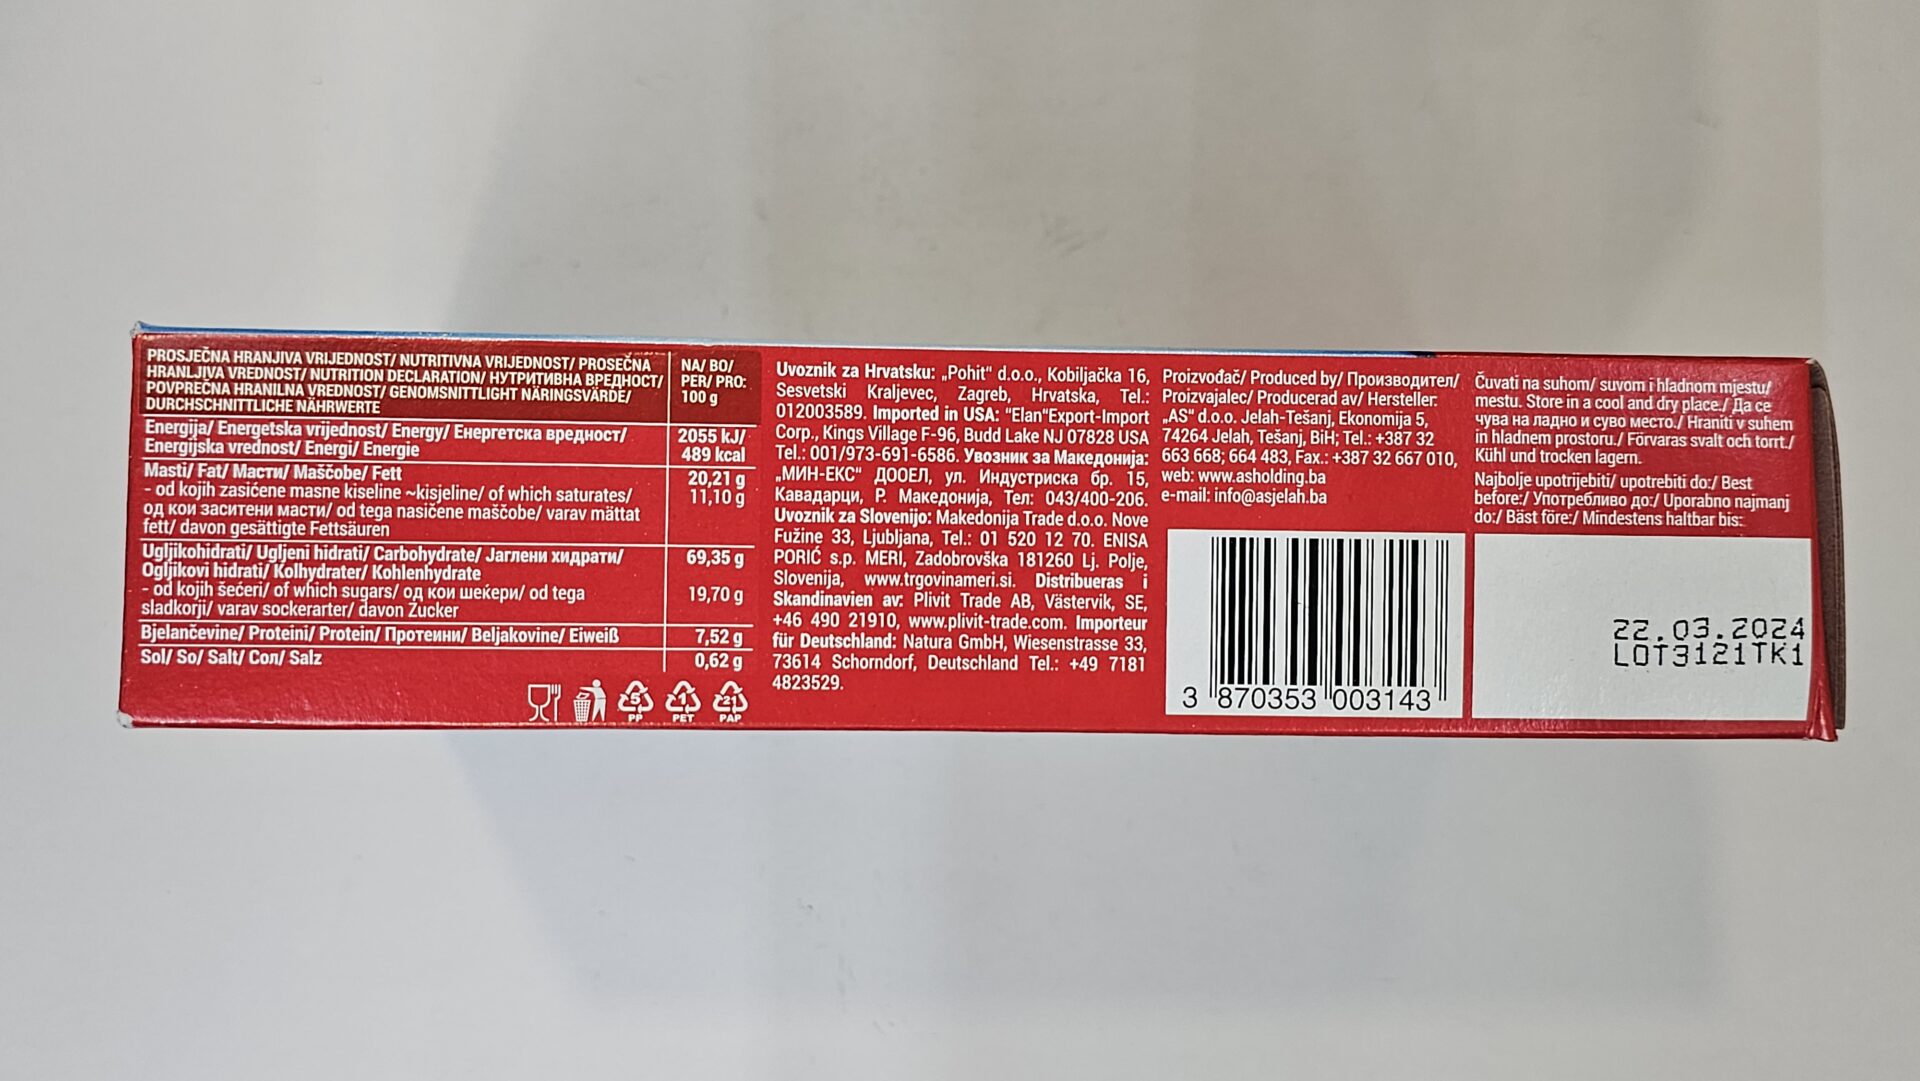 PROSJEČNA HRANJIVA VRIJEDNOST/ NUTRITIVNA VRIJEDNOST/ PROSEČNA
HRANLJIVA VREDNOST/ NUTRITION DECLARATION/ НУТРИТИВНА ВРЕДНОСТ/
POVPREČNA HRANILNA VREDNOST/ GENOMSNITTLIGHT NÄRINGSVÄRDE/
DURCHSCHNITTLICHE NÄHRWERTE
NA/ BO/
PER/ PRO:
100 g
Energija/ Energetska vrijednost/ Energy/ Енергетска вредност/
Energijska vrednost/ Energi/ Energie
2055 kJ/
489 kcal
Masti/ Fat/ Масти/ Maščobe/ Fett
20,21 g
- od kojih zasićene masne kiseline ~kisjeline/ of which saturates/
од кои заситени масти/ od tega nasičene maščobe/ varav mättat
fett/ davon gesättigte Fettsäuren
11,10 g
Ugljikohidrati/ Ugljeni hidrati/ Carbohydrate/ Јаглени хидрати/
Ogljikovi hidrati/ Kolhydrater/ Kohlenhydrate
69,35 g
- od kojih šećeri/ of which sugars/ од кои шеќери/ od tega
sladkorji/ varav sockerarter/ davon Zucker
19,70 g
Bjelančevine/ Proteini/ Protein/ Протеини/ Beljakovine/ Eiweiß
7,52 g
Sol/ So/ Salt/ Сол/ Salz
0,62 g
5
PP
1
PET
21
PAP
Uvoznik za Hrvatsku: „Pohit" d.o.o., Kobiljačka 16,
Sesvetski Kraljevec, Zagreb, Hrvatska, Tel.:
012003589. Imported in USA: "Elan"Export-Import
Corp., Kings Village F-96, Budd Lake NJ 07828 USA
Tel.: 001/973-691-6586. Увозник за Македонија:
„МИН-ЕКС" ДООЕЛ, ул. Индустриска бр. 15,
Кавадарци, Р. Македонија, Тел: 043/400-206.
Uvoznik za Slovenijo: Makedonija Trade d.o.o. Nove
Fužine 33, Ljubljana, Tel.: 01 520 12 70. ENISA
PORIĆ s.p. MERI, Zadobrovška 181260 Lj. Polje,
Slovenija, www.trgovinameri.si. Distribueras i
Skandinavien av: Plivit Trade AB, Västervik, SE,
+46 490 21910, www.plivit-trade.com. Importeur
für Deutschland: Natura GmbH, Wiesenstrasse 33,
73614 Schorndorf, Deutschland Tel.: +49 7181
4823529.
Proizvođač/ Produced by/ Производител/
Proizvajalec/ Producerad av/ Hersteller:
„AS" d.o.o. Jelah-Tešanj, Ekonomija 5,
74264 Jelah, Tešanj, BiH; Tel.: +387 32
663 668; 664 483, Fax.: +387 32 667 010,
web: www.asholding.ba
e-mail: info@asjelah.ba
3 870353 003143
Čuvati na suhom/ suvom i hladnom mjestu/
mestu. Store in a cool and dry place./ Да се
чува на ладно и суво место./ Hraniti v suhem
in hladnem prostoru./ Förvaras svalt och torrt./
Kühl und trocken lagern.
Najbolje upotrijebiti/ upotrebiti do:/ Best
before:/ Употребливо до:/ Uporabno najmanj
do:/ Bäst före:/ Mindestens haltbar bis:
22.03.2024
LOT3121TK1